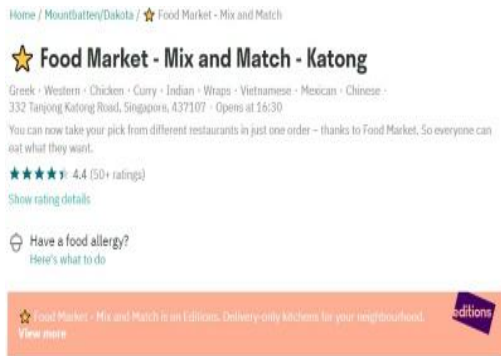 Home / Mountbatten/Dakota / ⭐ Food Market - Mix and Match
⭐ Food Market - Mix and Match - Katong
Greek · Western · Chicken · Curry · Indian · Wraps · Vietnamese · Mexican · Chinese ·
332 Tanjong Katong Road, Singapore, 437107 · Opens at 16:30
You can now take your pick from different restaurants in just one order – thanks to Food Market. So everyone can
eat what they want.
4.4 (50+ ratings)
Show rating details
Have a food allergy?
Here's what to do
⭐ Food Market - Mix and Match is on Editions. Delivery-only kitchens for your neighbourhood.
View more
editions